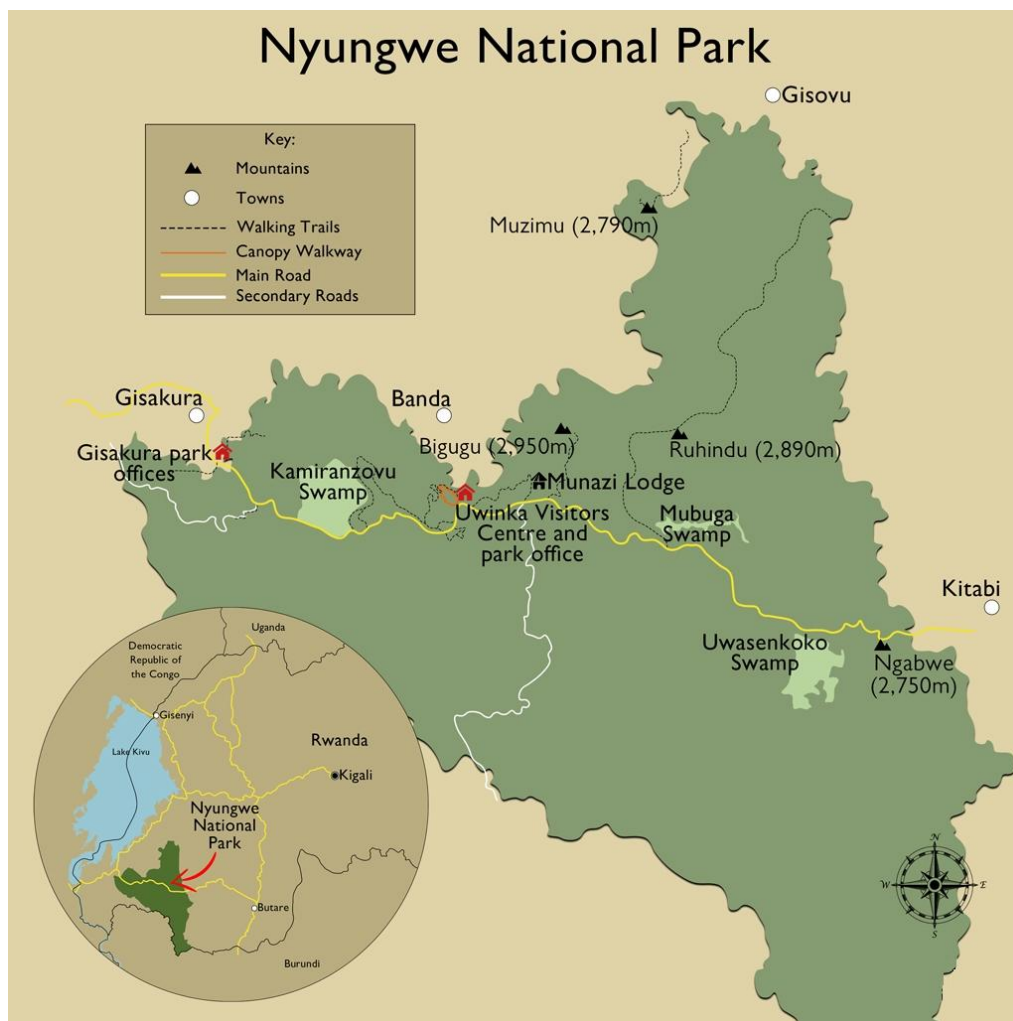 Nyungwe National Park
Gisovu
Key:
Mountains
Towns
Walking Trails
Canopy Walkway
Main Road
Secondary Roads
Muzimu (2,790m)
Gisakura
Banda
Gisakura park
offices
Bigugu (2,950m)
Ruhindu (2,890m)
Kamiranzovu
Swamp
Munazi Lodge
Uwinka Visitors
Centre and
park office
Mubuga
Swamp
Kitabi
Uwasenkoko
Swamp
Ngabwe
(2,750m)
Uganda
Democratic
Republic of
the Congo
Gisenyi
Lake Kivu
Rwanda
Kigali
Nyungwe
National
Park
Butare
Burundi
N
W
E
S